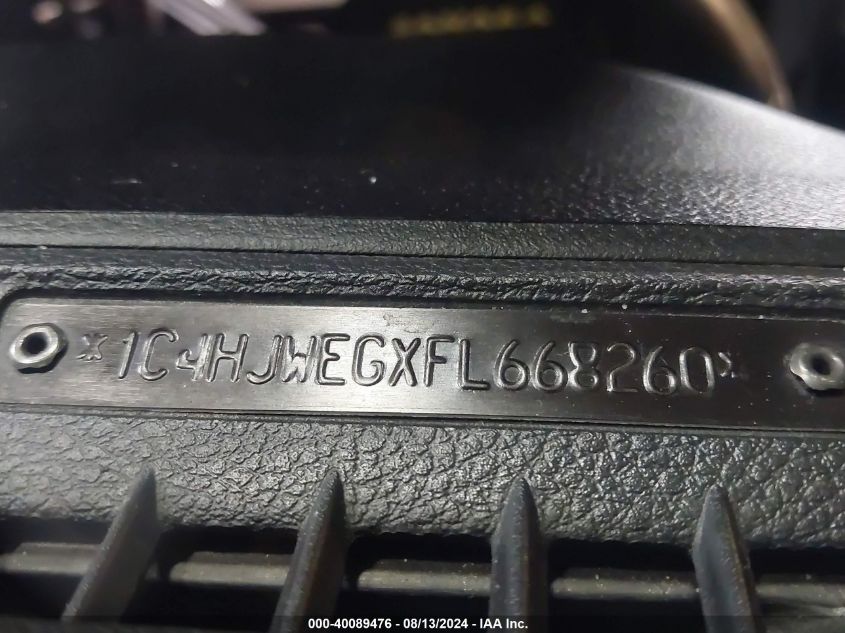 *1C4HJWEGXFL668260*
000-40089476 - 08/13/2024 - IAA Inc.